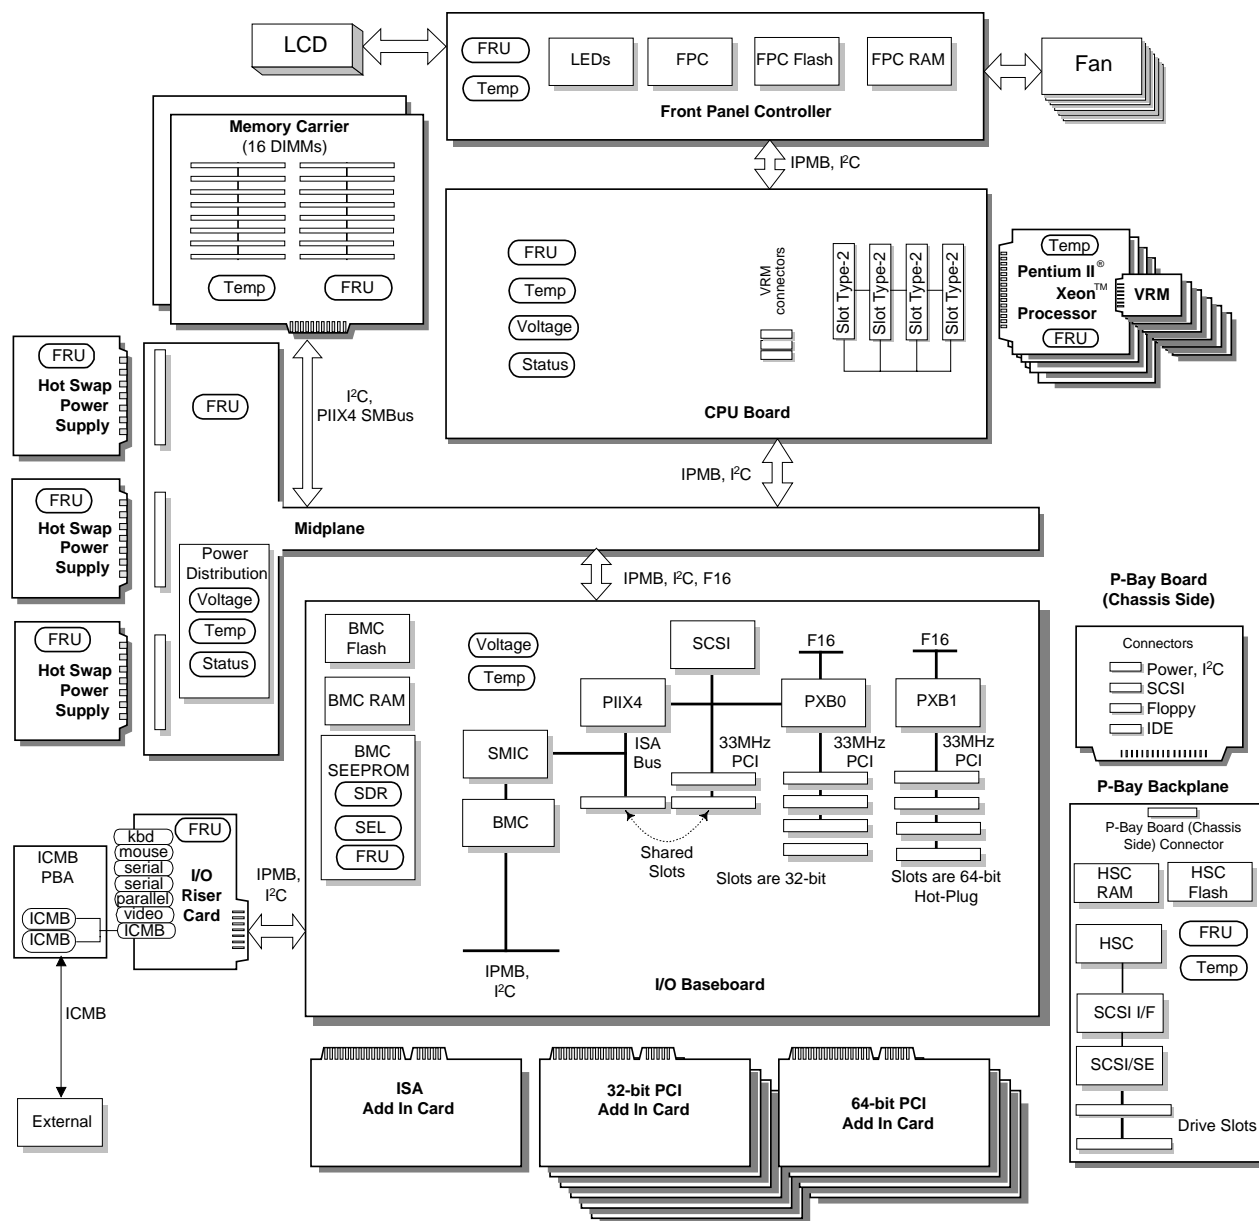 LCD
FRU
Temp
LEDs
FPC
FPC Flash
FPC RAM
Front Panel Controller
Fan
IPMB, I²C
Memory Carrier
(16 DIMMs)
Temp
FRU
FRU
Temp
Voltage
Status
VRM
connectors
Slot Type-2
Slot Type-2
Slot Type-2
Slot Type-2
CPU Board
Temp
Pentium II®
Xeon™
Processor
FRU
VRM
FRU
Hot Swap
Power
Supply
FRU
Hot Swap
Power
Supply
FRU
Hot Swap
Power
Supply
FRU
I²C,
PIIX4 SMBus
IPMB, I²C
Midplane
Power
Distribution
Voltage
Temp
Status
IPMB, I²C, F16
BMC
Flash
BMC RAM
BMC
SEEPROM
SDR
SEL
FRU
Voltage
Temp
SCSI
F16
F16
PIIX4
PXB0
PXB1
SMIC
ISA
Bus
33MHz
PCI
33MHz
PCI
33MHz
PCI
BMC
Shared
Slots
Slots are 32-bit
Slots are 64-bit
Hot-Plug
IPMB,
I²C
I/O Baseboard
P-Bay Board
(Chassis Side)
Connectors
Power, I²C
SCSI
Floppy
IDE
P-Bay Backplane
P-Bay Board (Chassis
Side) Connector
HSC
RAM
HSC
Flash
HSC
FRU
Temp
SCSI I/F
SCSI/SE
Drive Slots
ICMB
PBA
ICMB
ICMB
kbd
mouse
serial
serial
parallel
video
ICMB
FRU
I/O
Riser
Card
IPMB,
I²C
ICMB
External
ISA
Add In Card
32-bit PCI
Add In Card
64-bit PCI
Add In Card